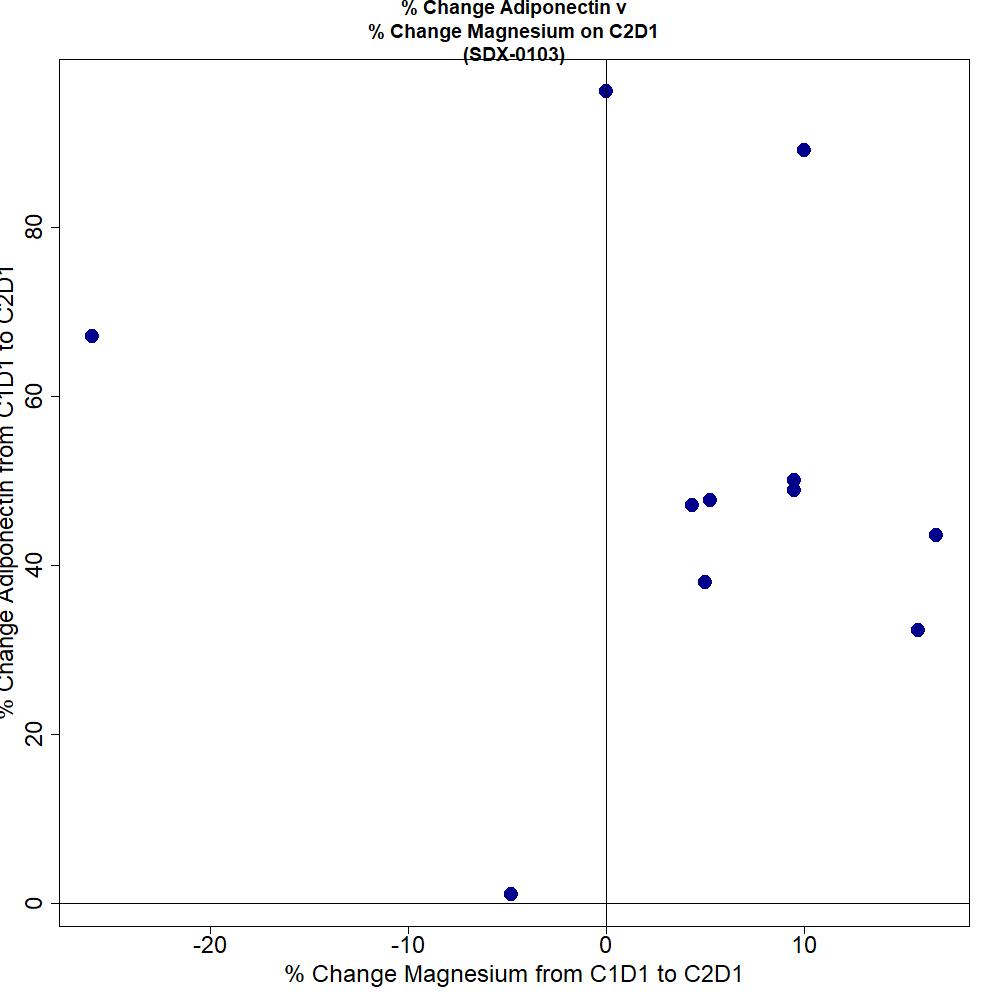 % Change Adiponectin v
% Change Magnesium on C2D1
(SDX-0103)
% Change Adiponectin from C1D1 to C2D1
80
60
40
20
0
-20 -10 0 10
% Change Magnesium from C1D1 to C2D1